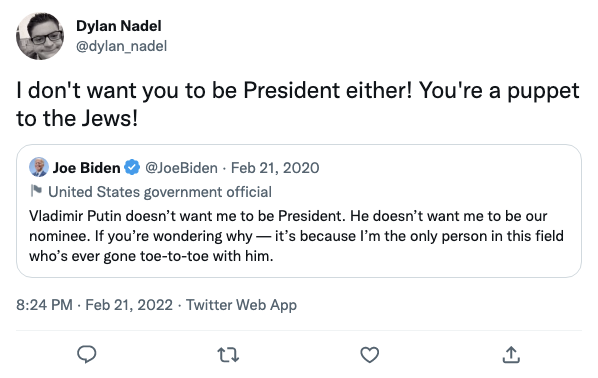 Dylan Nadel
@dylan_nadel
I don't want you to be President either! You're a puppet
to the Jews!
Joe Biden @JoeBiden · Feb 21, 2020
United States government official
Vladimir Putin doesn’t want me to be President. He doesn’t want me to be our
nominee. If you’re wondering why — it’s because I’m the only person in this field
who’s ever gone toe-to-toe with him.
8:24 PM · Feb 21, 2022 · Twitter Web App